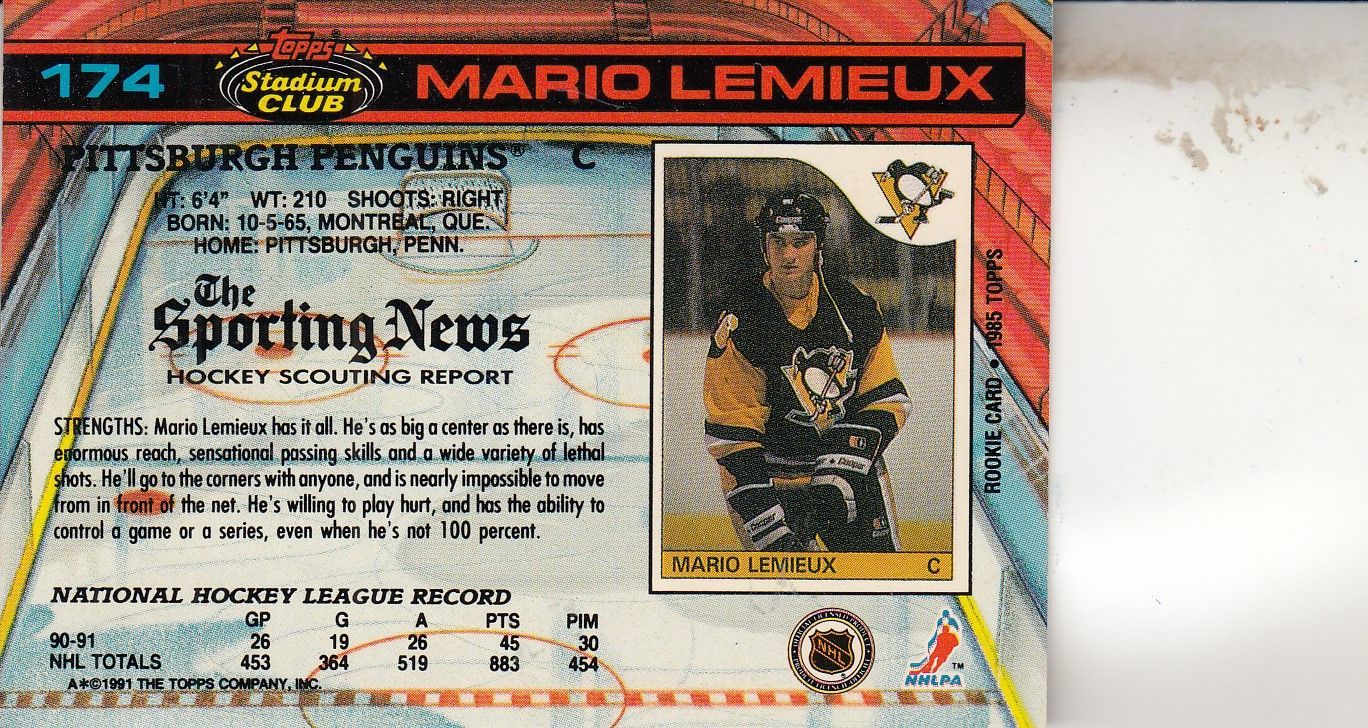 174
Topps®
Stadium
CLUB
MARIO LEMIEUX
PITTSBURGH PENGUINS® C
HT: 6'4" WT: 210 SHOOTS: RIGHT
BORN: 10-5-65, MONTREAL, QUE.
HOME: PITTSBURGH, PENN.
The
Sporting News
HOCKEY SCOUTING REPORT
STRENGTHS: Mario Lemieux has it all. He's as big a center as there is, has
enormous reach, sensational passing skills and a wide variety of lethal
shots. He'll go to the corners with anyone, and is nearly impossible to move
from in front of the net. He's willing to play hurt, and has the ability to
control a game or a series, even when he's not 100 percent.
NATIONAL HOCKEY LEAGUE RECORD
GP G A PTS PIM
90-91 26 19 26 45 30
NHL TOTALS 453 364 519 883 454
A*©1991 THE TOPPS COMPANY, INC.
Cooper
Cooper
Cooper
MARIO LEMIEUX C
ROOKIE CARD • 1985 TOPPS
NHL
NHLPA
TM